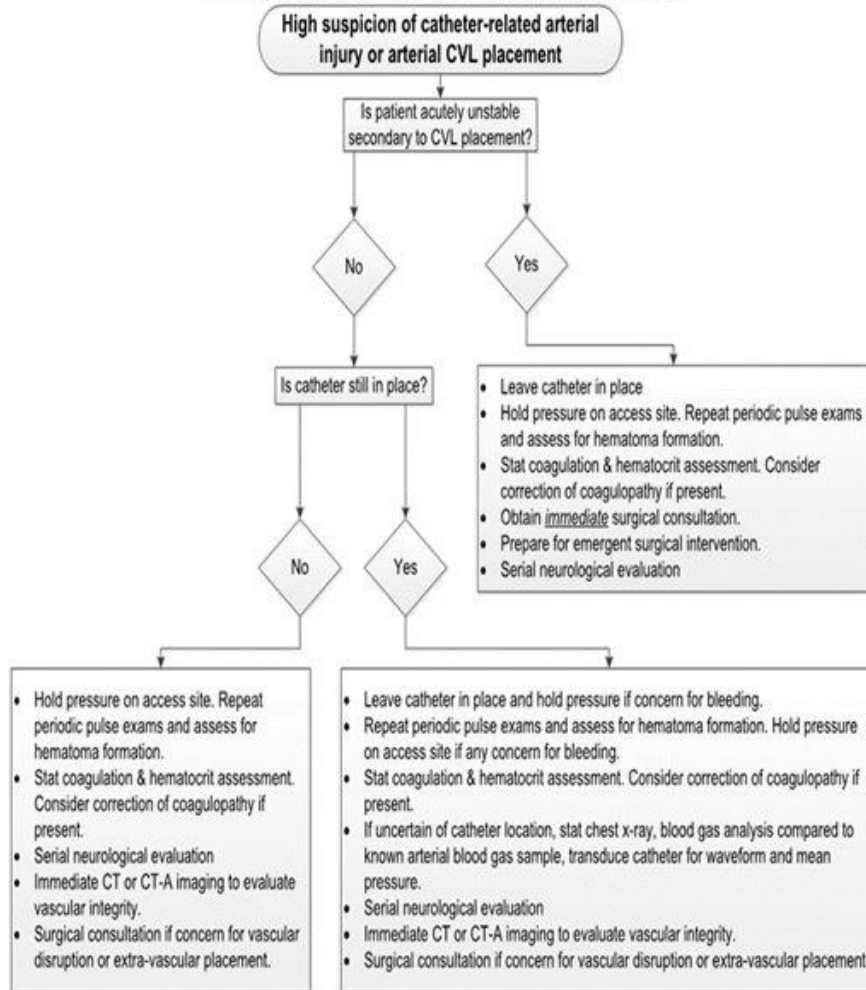 High suspicion of catheter-related arterial
injury or arterial CVL placement
Is patient acutely unstable
secondary to CVL placement?
No
Yes
Is catheter still in place?
• Leave catheter in place
• Hold pressure on access site. Repeat periodic pulse exams
and assess for hematoma formation.
• Stat coagulation & hematocrit assessment. Consider
correction of coagulopathy if present.
• Obtain immediate surgical consultation.
• Prepare for emergent surgical intervention.
• Serial neurological evaluation
No
Yes
• Hold pressure on access site. Repeat
periodic pulse exams and assess for
hematoma formation.
• Stat coagulation & hematocrit assessment.
Consider correction of coagulopathy if
present.
• Serial neurological evaluation
• Immediate CT or CT-A imaging to evaluate
vascular integrity.
• Surgical consultation if concern for vascular
disruption or extra-vascular placement.
• Leave catheter in place and hold pressure if concern for bleeding.
• Repeat periodic pulse exams and assess for hematoma formation. Hold pressure
on access site if any concern for bleeding.
• Stat coagulation & hematocrit assessment. Consider correction of coagulopathy if
present.
• If uncertain of catheter location, stat chest x-ray, blood gas analysis compared to
known arterial blood gas sample, transduce catheter for waveform and mean
pressure.
• Serial neurological evaluation
• Immediate CT or CT-A imaging to evaluate vascular integrity.
• Surgical consultation if concern for vascular disruption or extra-vascular placement